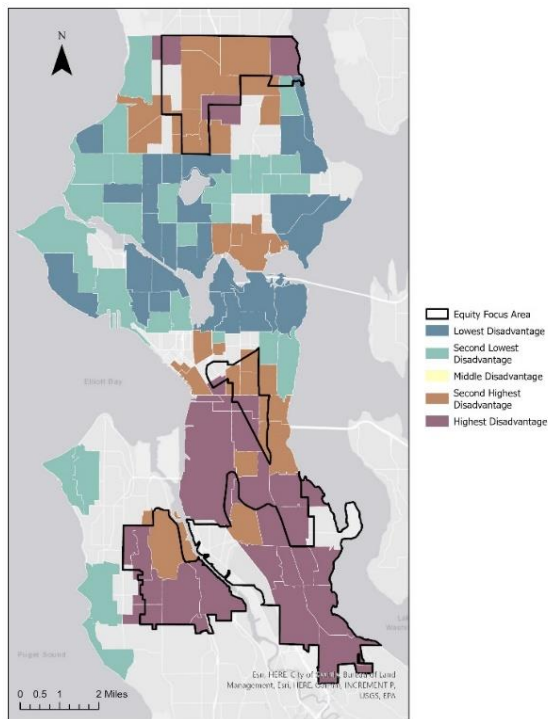 N
Equity Focus Area
Lowest Disadvantage
Second Lowest
Disadvantage
Middle Disadvantage
Second Highest
Disadvantage
Highest Disadvantage
Elliott Bay
Puget Sound
Esri, HERE, City of Bureau of Land
Management, Esri, HERE, Garmin, INCREMENT P,
USGS, EPA
0 0.5 1 2 Miles